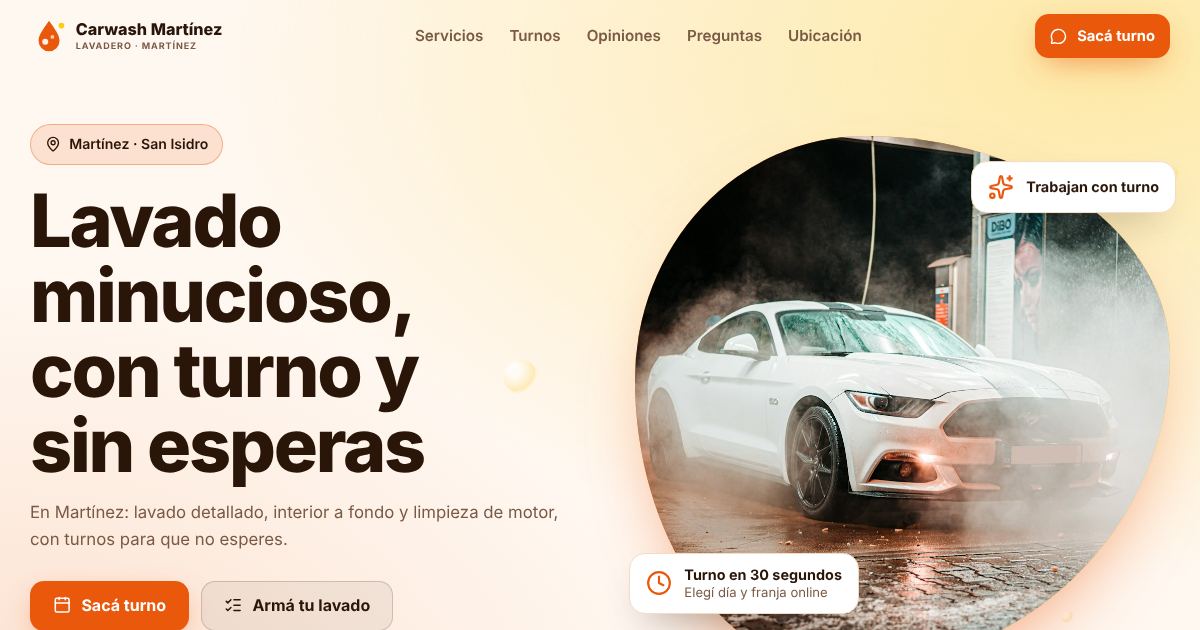 Carwash Martínez
LAVADERO · MARTÍNEZ
Servicios
Turnos
Opiniones
Preguntas
Ubicación
Sacá turno
Martínez · San Isidro
Lavado
minucioso,
con turno y
sin esperas
En Martínez: lavado detallado, interior a fondo y limpieza de motor,
con turnos para que no esperes.
Sacá turno
Armá tu lavado
Trabajan con turno
DiBO
Turno en 30 segundos
Elegí día y franja online